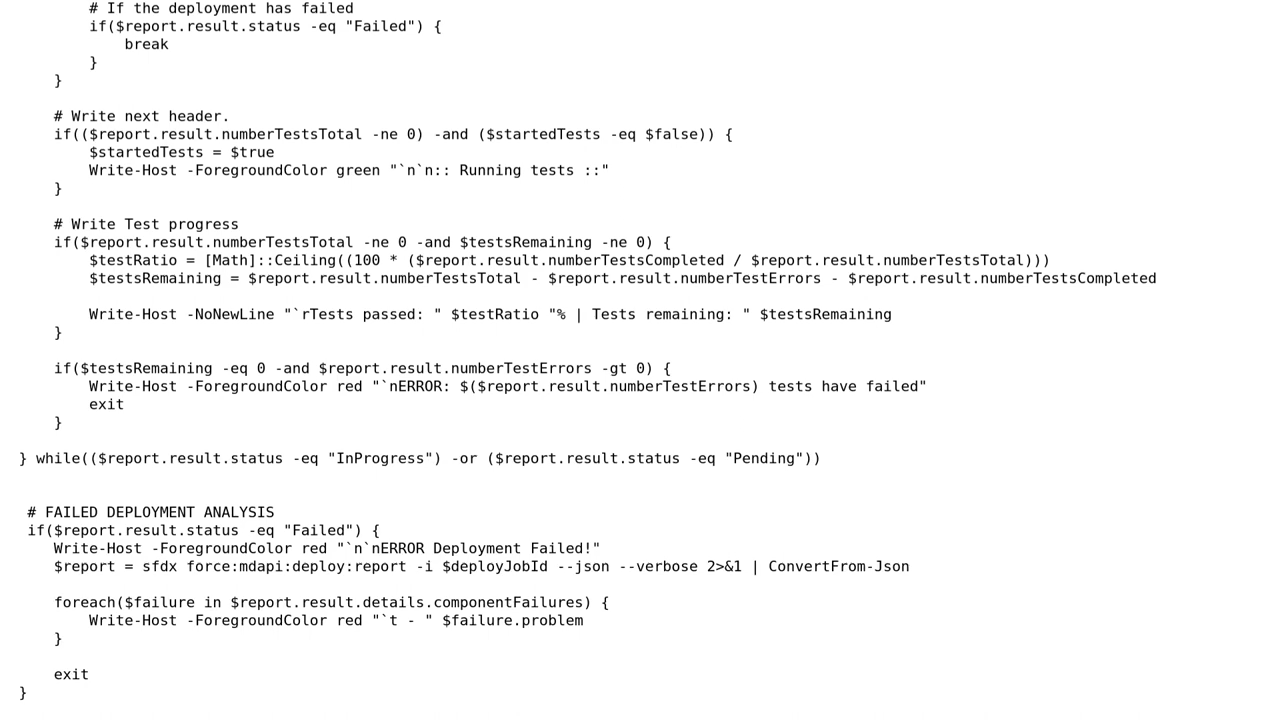 # If the deployment has failed
if($report.result.status -eq "Failed") {
break
}
}
# Write next header.
if(($report.result.numberTestsTotal -ne 0) -and ($startedTests -eq $false)) {
$startedTests = $true
Write-Host -ForegroundColor green "`n`n:: Running tests ::"
}
# Write Test progress
if($report.result.numberTestsTotal -ne 0 -and $testsRemaining -ne 0) {
$testRatio = [Math]::Ceiling((100 * ($report.result.numberTestsCompleted / $report.result.numberTestsTotal)))
$testsRemaining = $report.result.numberTestsTotal - $report.result.numberTestErrors - $report.result.numberTestsCompleted
Write-Host -NoNewLine "`rTests passed: " $testRatio "% | Tests remaining: " $testsRemaining
}
if($testsRemaining -eq 0 -and $report.result.numberTestErrors -gt 0) {
Write-Host -ForegroundColor red "`nERROR: $($report.result.numberTestErrors) tests have failed"
exit
}
} while(($report.result.status -eq "InProgress") -or ($report.result.status -eq "Pending"))
# FAILED DEPLOYMENT ANALYSIS
if($report.result.status -eq "Failed") {
Write-Host -ForegroundColor red "`n`nERROR Deployment Failed!"
$report = sfdx force:mdapi:deploy:report -i $deployJobId --json --verbose 2>&1 | ConvertFrom-Json
foreach($failure in $report.result.details.componentFailures) {
Write-Host -ForegroundColor red "`t - " $failure.problem
}
exit
}